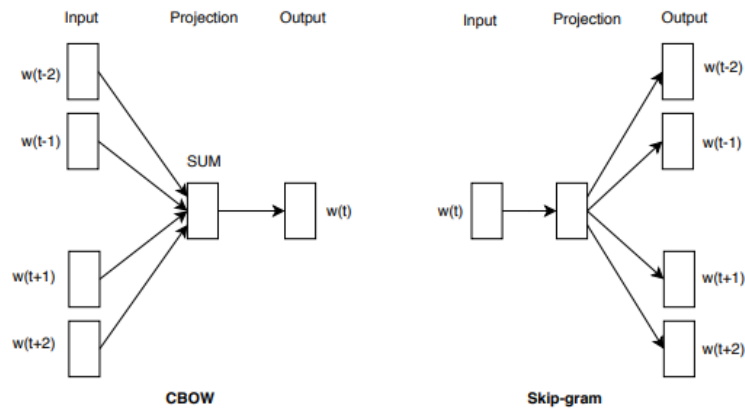 Input Projection Output
w(t-2)
w(t-1)
SUM
w(t)
w(t+1)
w(t+2)
CBOW
Input Projection Output
w(t-2)
w(t-1)
w(t)
w(t+1)
w(t+2)
Skip-gram